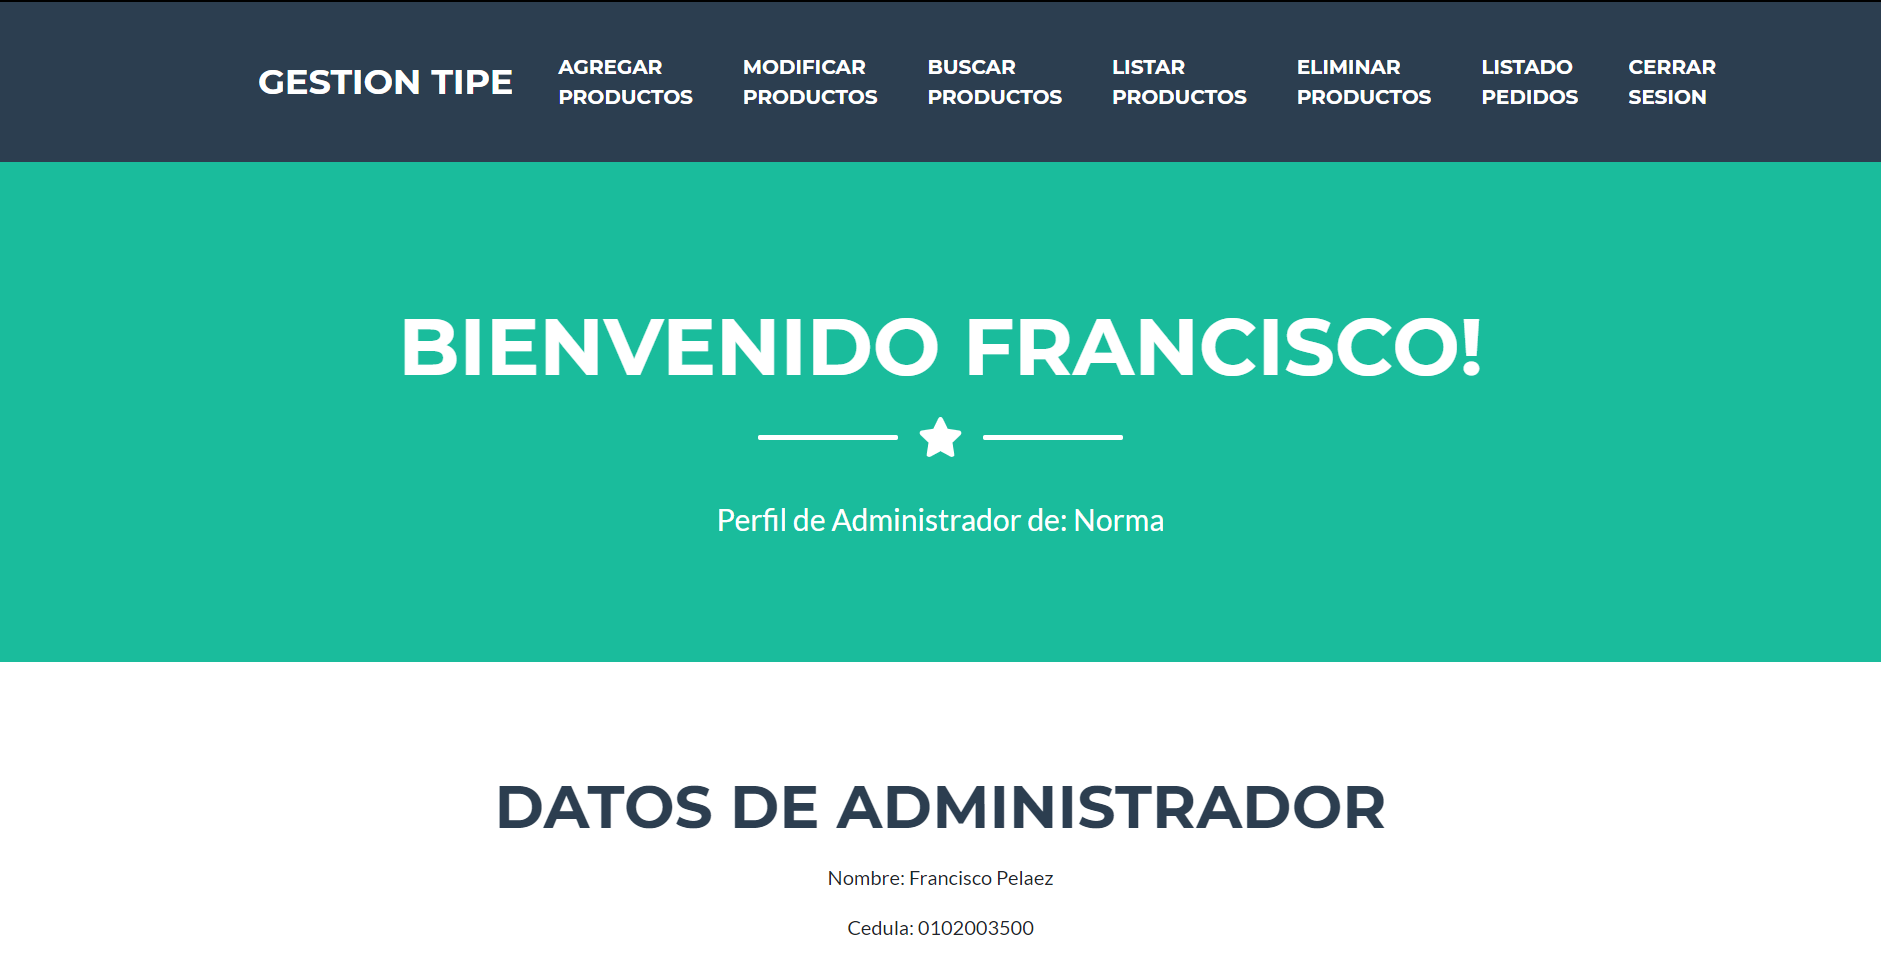 GESTION TIPE
AGREGAR
PRODUCTOS
MODIFICAR
PRODUCTOS
BUSCAR
PRODUCTOS
LISTAR
PRODUCTOS
ELIMINAR
PRODUCTOS
LISTADO
PEDIDOS
CERRAR
SESION
BIENVENIDO FRANCISCO!
Perfil de Administrador de: Norma
DATOS DE ADMINISTRADOR
Nombre: Francisco Pelaez
Cedula: 0102003500